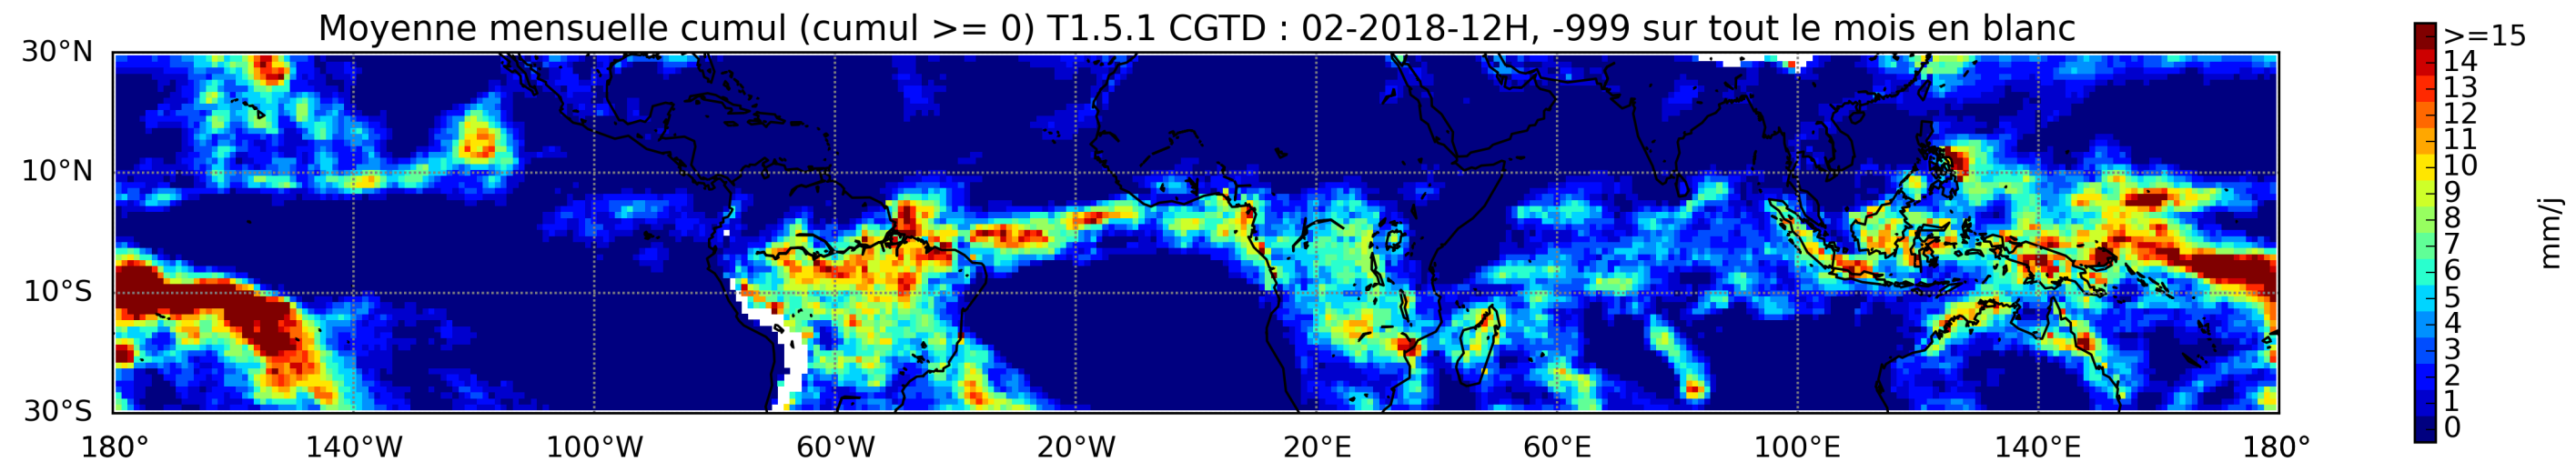 Moyenne mensuelle cumul (cumul >= 0) T1.5.1 CGTD : 02-2018-12H, -999 sur tout le mois en blanc
30°N
10°N
10°S
30°S
180° 140°W 100°W 60°W 20°W 20°E 60°E 100°E 140°E 180°
>=15
14
13
12
11
10
9
8
7
6
5
4
3
2
1
0
mm/j